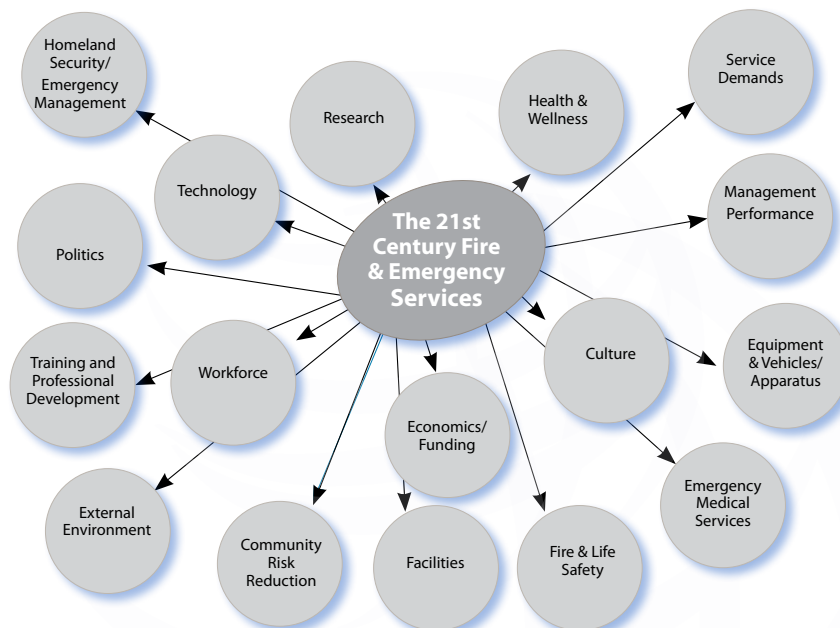 Homeland
Security/
Emergency
Management
Research
Health &
Wellness
Service
Demands
Technology
Management
Performance
The 21st
Century Fire
& Emergency
Services
Politics
Training and
Professional
Development
Workforce
Culture
Equipment
& Vehicles/
Apparatus
Economics/
Funding
External
Environment
Community
Risk
Reduction
Facilities
Fire & Life
Safety
Emergency
Medical
Services